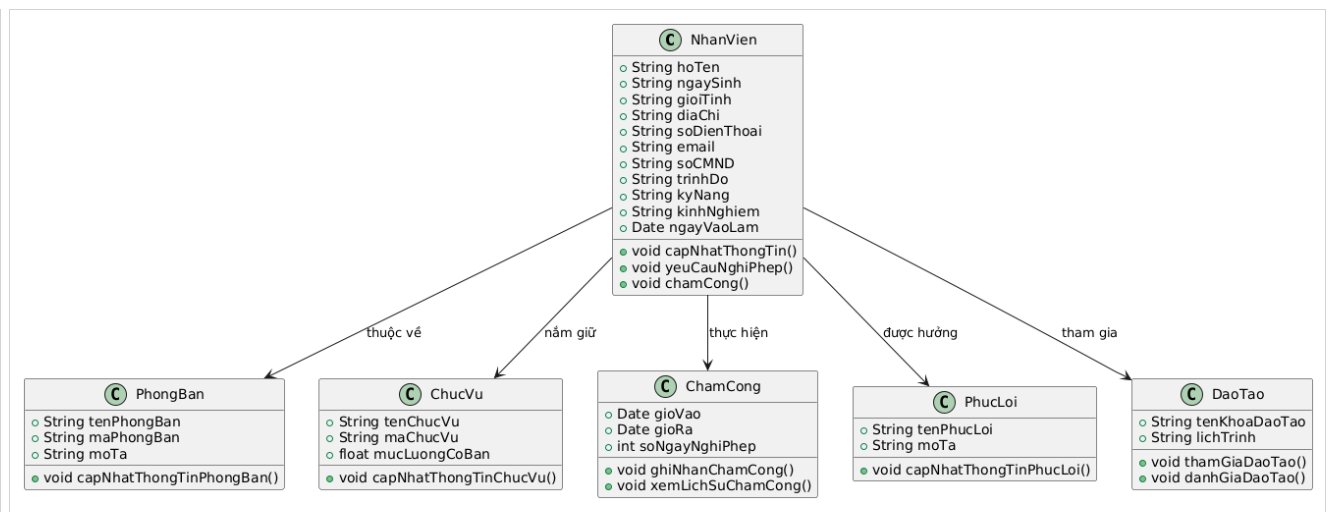 C NhanVien
String hoTen
String ngaySinh
String gioiTinh
String diaChi
String soDienThoai
String email
String soCMND
String trinhDo
String kyNang
String kinhNghiem
Date ngayVaoLam
void capNhatThongTin()
void yeuCauNghiPhep()
void chamCong()
thuộc về
nắm giữ
thực hiện
được hưởng
tham gia
C PhongBan
String tenPhongBan
String maPhongBan
String moTa
void capNhatThongTinPhongBan()
C ChucVu
String tenChucVu
String maChucVu
float mucLuongCoBan
void capNhatThongTinChucVu()
C ChamCong
Date gioVao
Date gioRa
int soNgayNghiPhep
void ghiNhanChamCong()
void xemLichSuChamCong()
C PhucLoi
String tenPhucLoi
String moTa
void capNhatThongTinPhucLoi()
C DaoTao
String tenKhoaDaoTao
String lichTrinh
void thamGiaDaoTao()
void danhGiaDaoTao()